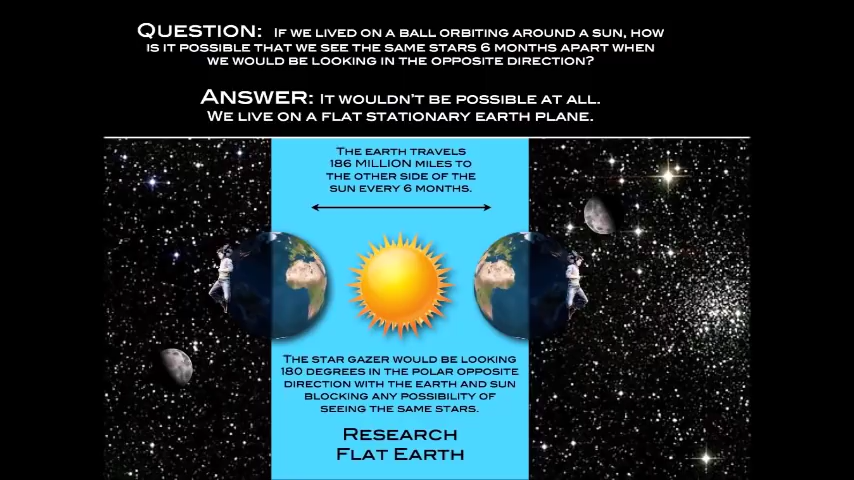 QUESTION: IF WE LIVED ON A BALL ORBITING AROUND A SUN, HOW
IS IT POSSIBLE THAT WE SEE THE SAME STARS 6 MONTHS APART WHEN
WE WOULD BE LOOKING IN THE OPPOSITE DIRECTION?
ANSWER: IT WOULDN'T BE POSSIBLE AT ALL.
WE LIVE ON A FLAT STATIONARY EARTH PLANE.
THE EARTH TRAVELS
186 MILLION MILES TO
THE OTHER SIDE OF THE
SUN EVERY 6 MONTHS.
THE STAR GAZER WOULD BE LOOKING
180 DEGREES IN THE POLAR OPPOSITE
DIRECTION WITH THE EARTH AND SUN
BLOCKING ANY POSSIBILITY OF
SEEING THE SAME STARS.
RESEARCH
FLAT EARTH